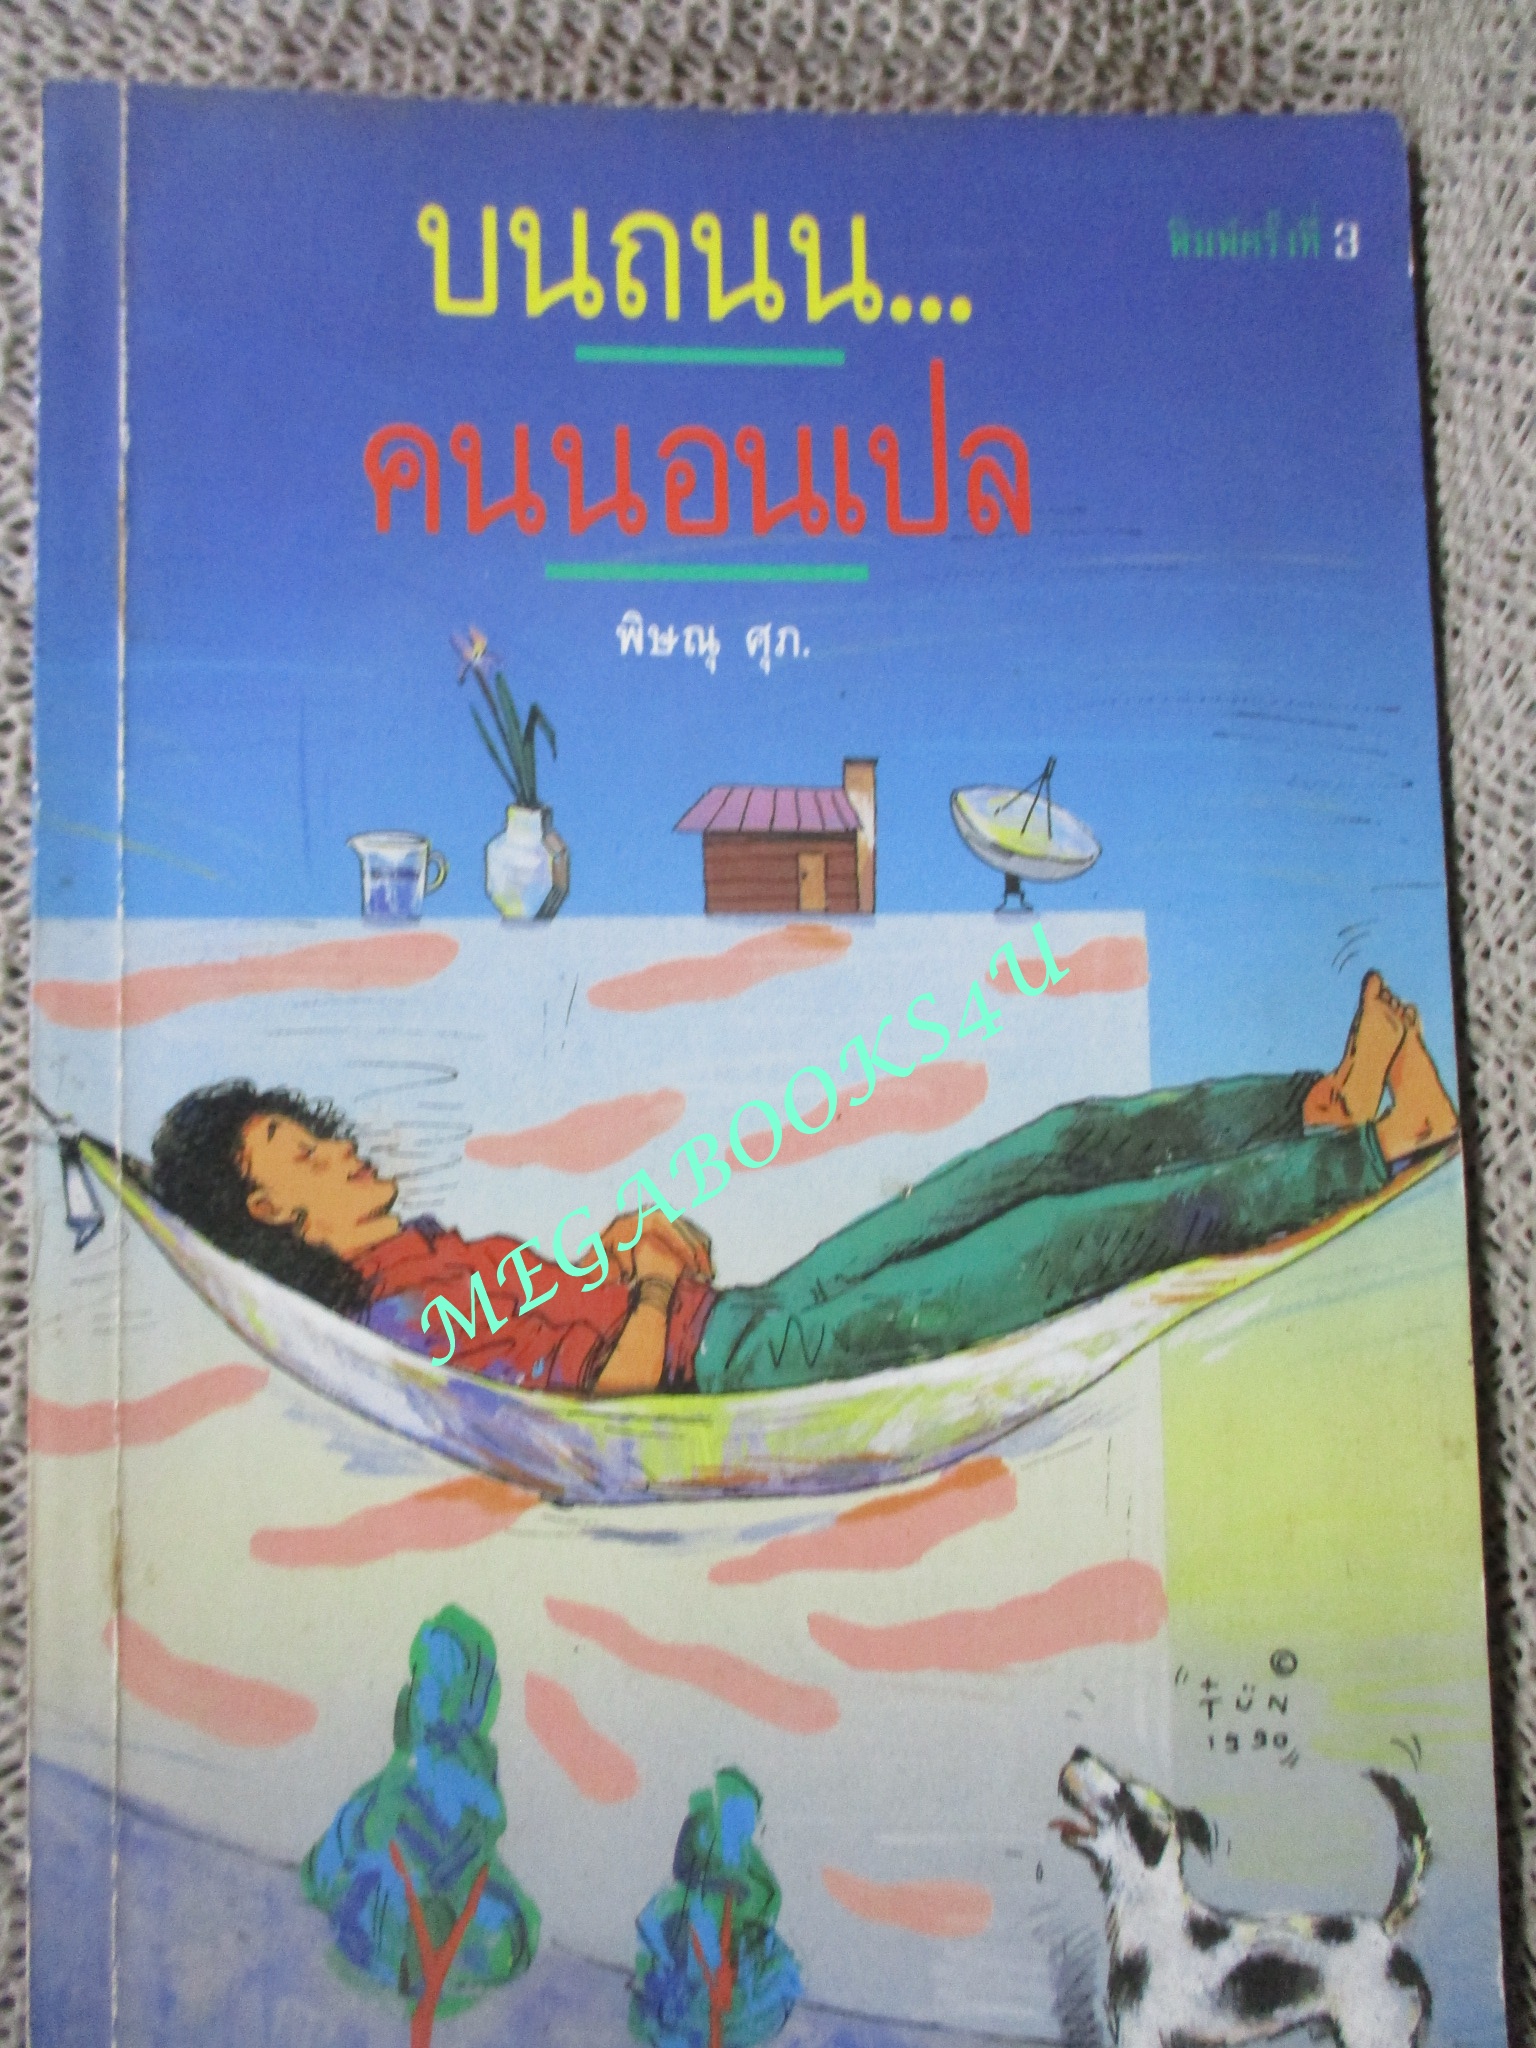 บนถนน...
พิมพ์ครั้งที่ 3
คนนอนเปล
พิษณุ ศุภ.
MEGABOOKS4U
©
1990